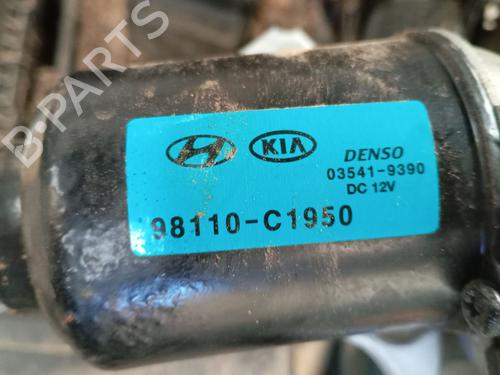 KIA
DENSO
03541-9390
DC 12V
98110-C1950
B-PARTS